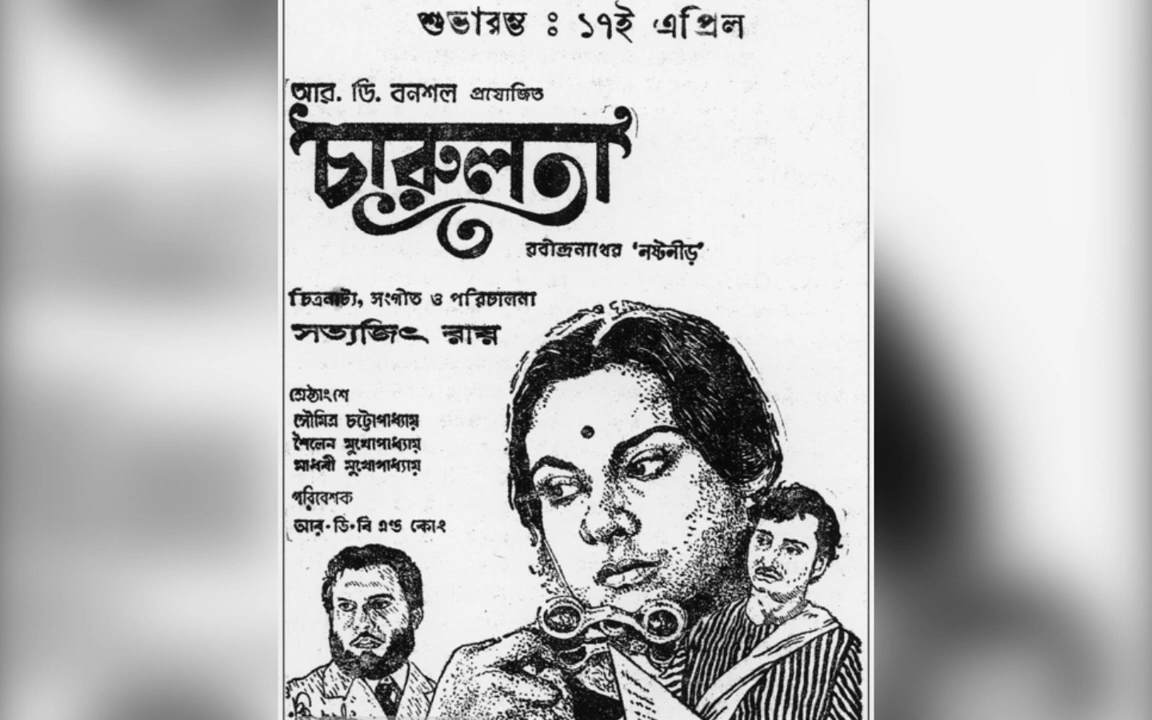 শুভারম্ভ : ১৭ই এপ্রিল
আর. ডি. বনশল প্রযোজিত
চারুলতা
রবীন্দ্রনাথের ‘নষ্টনীড়’
চিত্রনাট্য, সংগীত ও পরিচালনা
সত্যজিৎ রায়
শ্রেষ্ঠাংশে
সৌমিত্র চট্টোপাধ্যায়
শৈলেন মুখোপাধ্যায়
মাধবী মুখোপাধ্যায়
পরিবেশক
আর·ডি·বি এণ্ড কোং